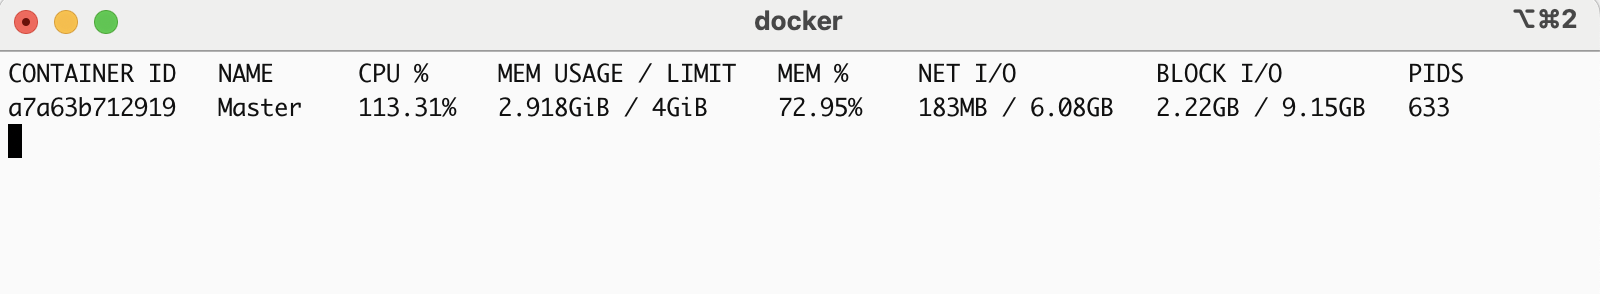 docker ⌥⌘2
CONTAINER ID NAME CPU % MEM USAGE / LIMIT MEM % NET I/O BLOCK I/O PIDS
a7a63b712919 Master 113.31% 2.918GiB / 4GiB 72.95% 183MB / 6.08GB 2.22GB / 9.15GB 633